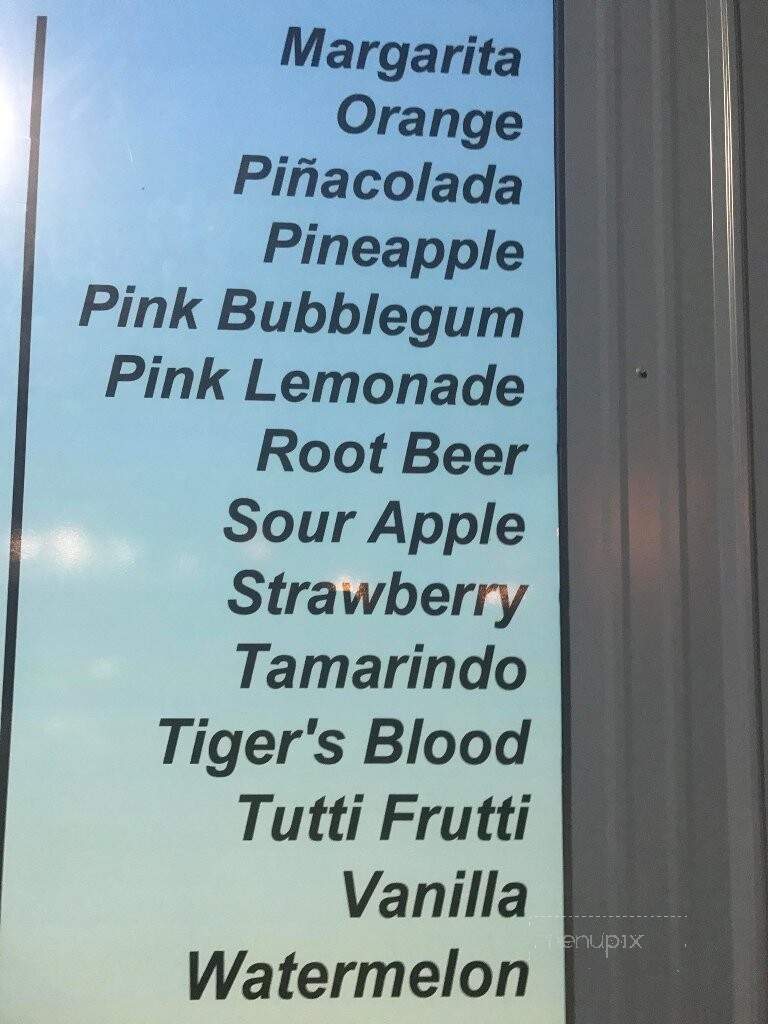 Margarita
Orange
Piñacolada
Pineapple
Pink Bubblegum
Pink Lemonade
Root Beer
Sour Apple
Strawberry
Tamarindo
Tiger's Blood
Tutti Frutti
Vanilla
menupix
Watermelon